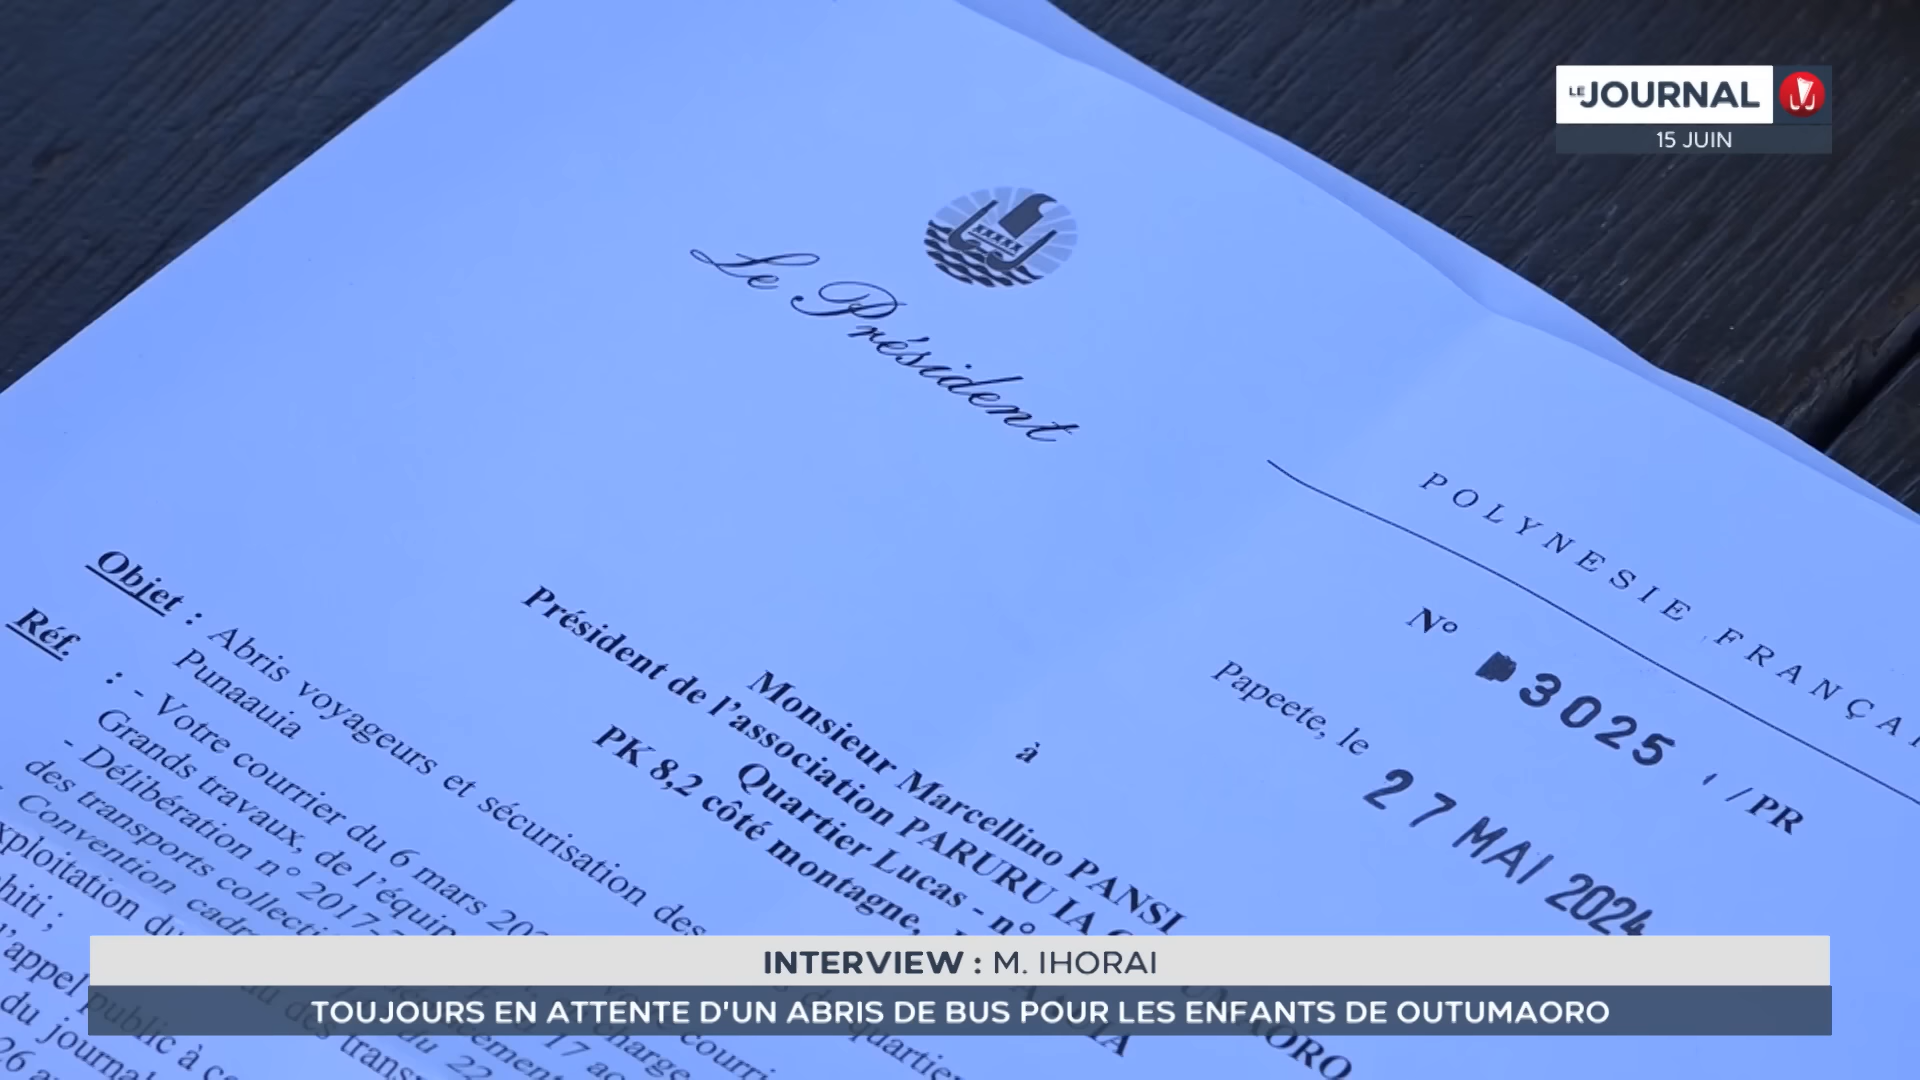 LE JOURNAL
15 JUIN
Le Président
POLYNESIE FRANÇAI
N° 3025 /PR
Papeete, le 27 MAI 2024
à
Monsieur Marcellino PANSI
Président de l'association PARURU IA
Quartier Lucas - n°
PK 8,2 côté montagne,
Objet : Abris voyageurs et sécurisation des
Punaauia
Réf. : - Votre courrier du 6 mars
Grands travaux, de l'équip
- Délibération n° 2017-
des transports collecti
- Convention cadre
exploitation du
l'appel public à ce
du journal
INTERVIEW : M. IHORAI
TOUJOURS EN ATTENTE D'UN ABRIS DE BUS POUR LES ENFANTS DE OUTUMAORO